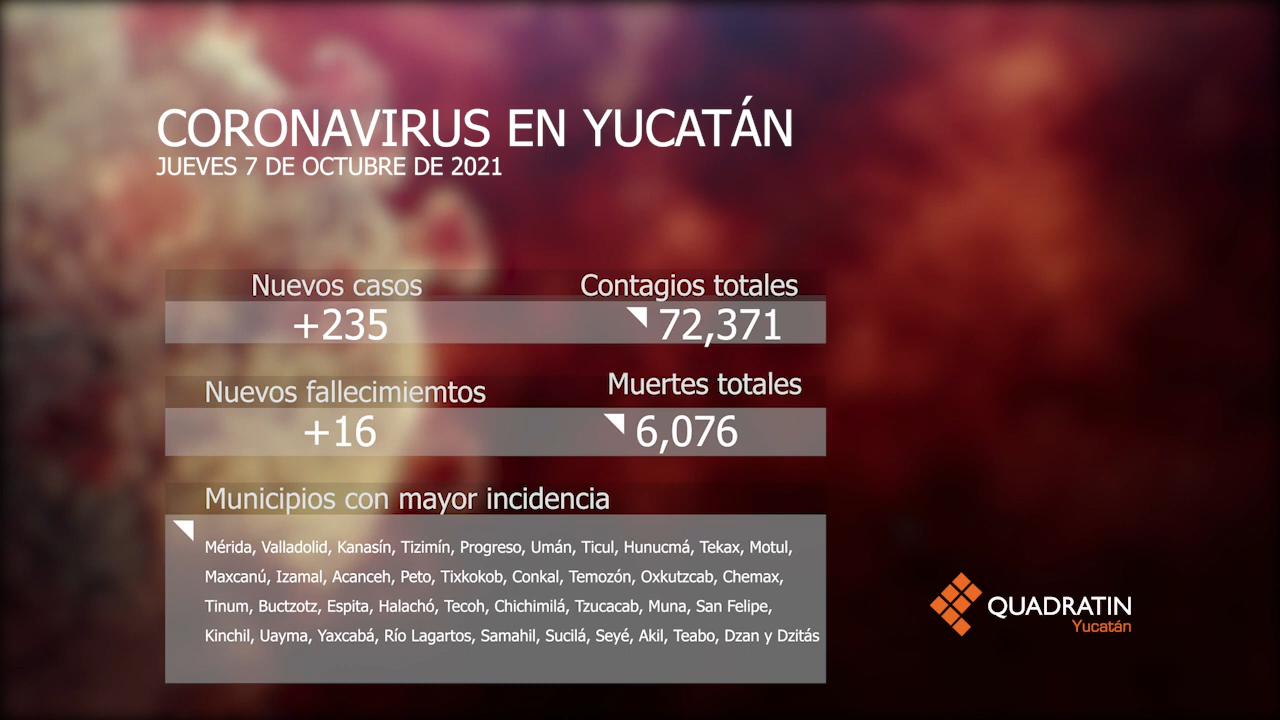 CORONAVIRUS EN YUCATÁN
JUEVES 7 DE OCTUBRE DE 2021
Nuevos casos
Contagios totales
+235
72,371
Nuevos fallecimiemtos
Muertes totales
+16
6,076
Municipios con mayor incidencia
Mérida, Valladolid, Kanasín, Tizimín, Progreso, Umán, Ticul, Hunucmá, Tekax, Motul,
Maxcanú, Izamal, Acanceh, Peto, Tixkokob, Conkal, Temozón, Oxkutzcab, Chemax,
Tinum, Buctzotz, Espita, Halachó, Tecoh, Chichimilá, Tzucacab, Muna, San Felipe,
Kinchil, Uayma, Yaxcabá, Río Lagartos, Samahil, Sucilá, Seyé, Akil, Teabo, Dzan y Dzitás
QUADRATIN
Yucatán